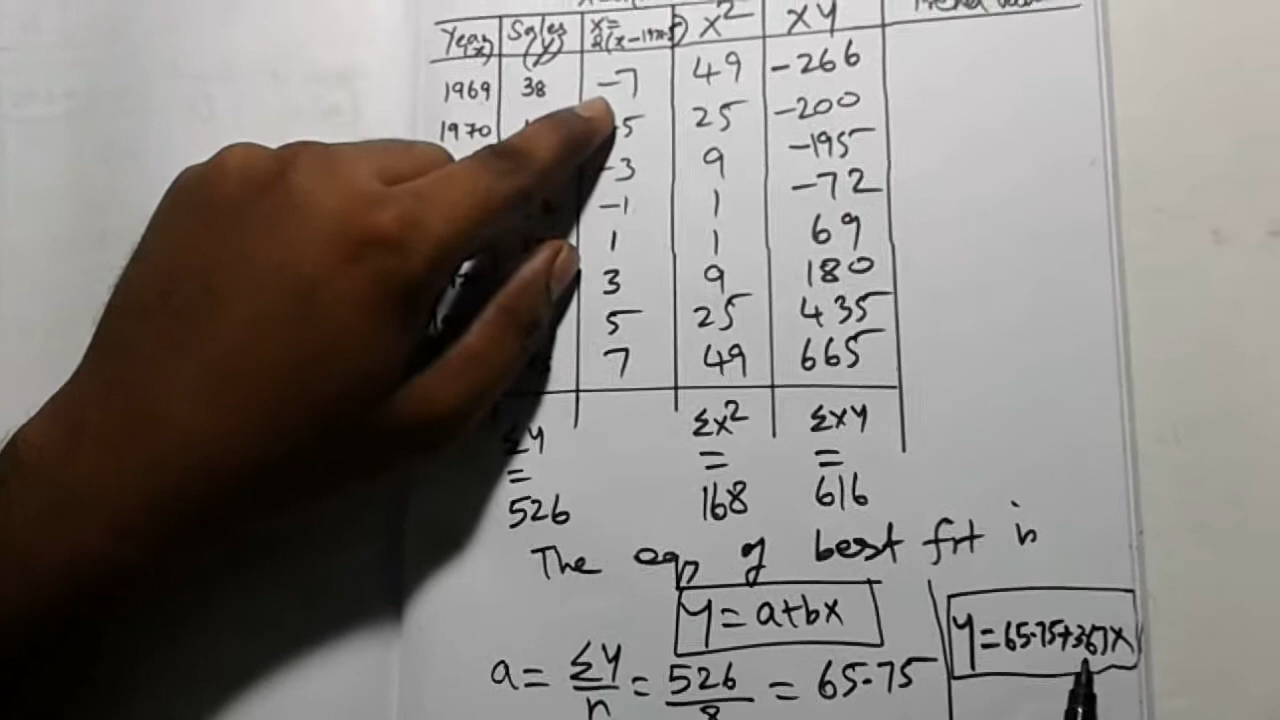 Year x Sales (y) x= 2(x-1972.5) x2 xy
1969 38 -7 49 -266
1970 -5 25 -200
-3 9 -195
-1 1 -72
1 1 69
3 9 180
5 25 435
7 49 665
Σy Σx2 Σxy
= = =
526 168 616
The eqn of best fit is
y = a+bx
y = 65.75+3.67x
a = Σy/n = 526/8 = 65.75